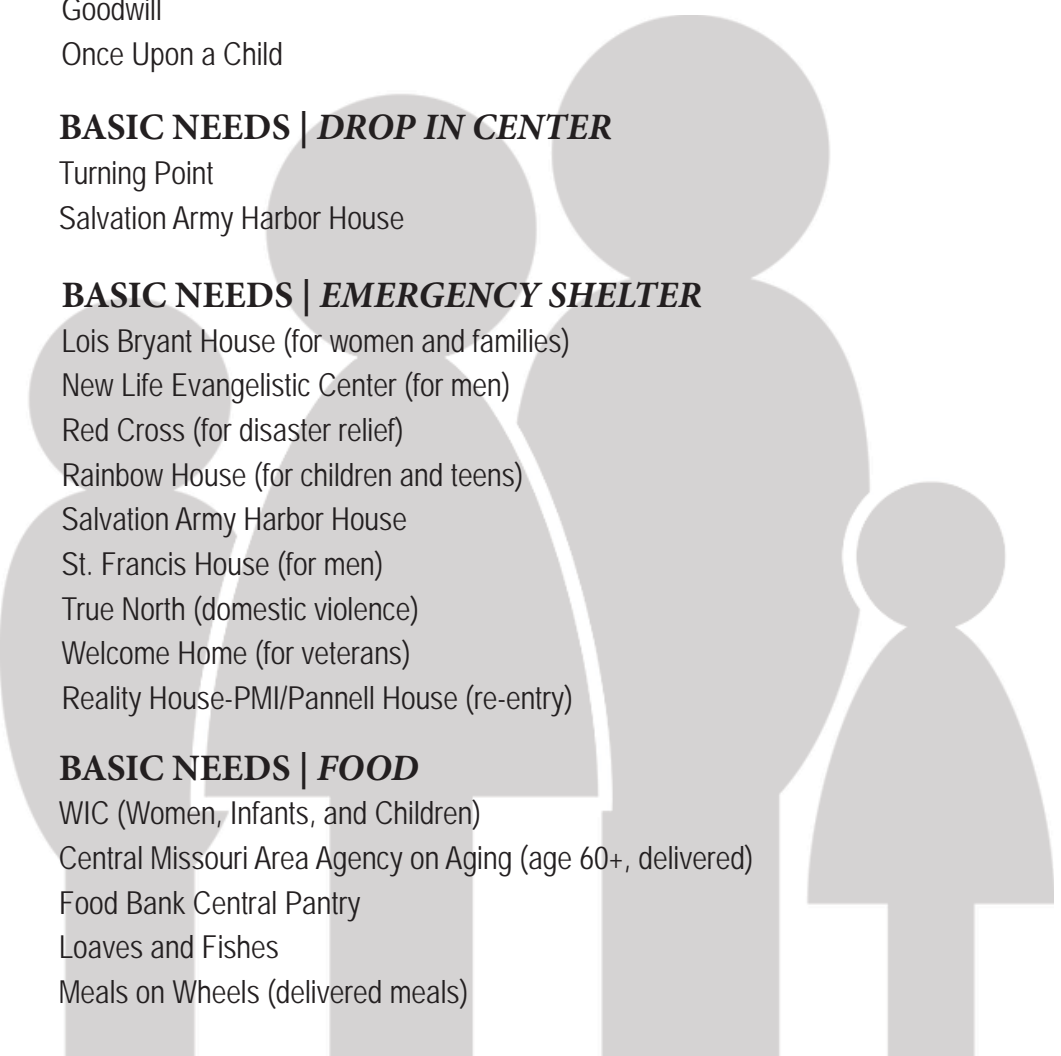 Goodwill
Once Upon a Child
BASIC NEEDS | DROP IN CENTER
Turning Point
Salvation Army Harbor House
BASIC NEEDS | EMERGENCY SHELTER
Lois Bryant House (for women and families)
New Life Evangelistic Center (for men)
Red Cross (for disaster relief)
Rainbow House (for children and teens)
Salvation Army Harbor House
St. Francis House (for men)
True North (domestic violence)
Welcome Home (for veterans)
Reality House-PMI/Pannell House (re-entry)
BASIC NEEDS | FOOD
WIC (Women, Infants, and Children)
Central Missouri Area Agency on Aging (age 60+, delivered)
Food Bank Central Pantry
Loaves and Fishes
Meals on Wheels (delivered meals)